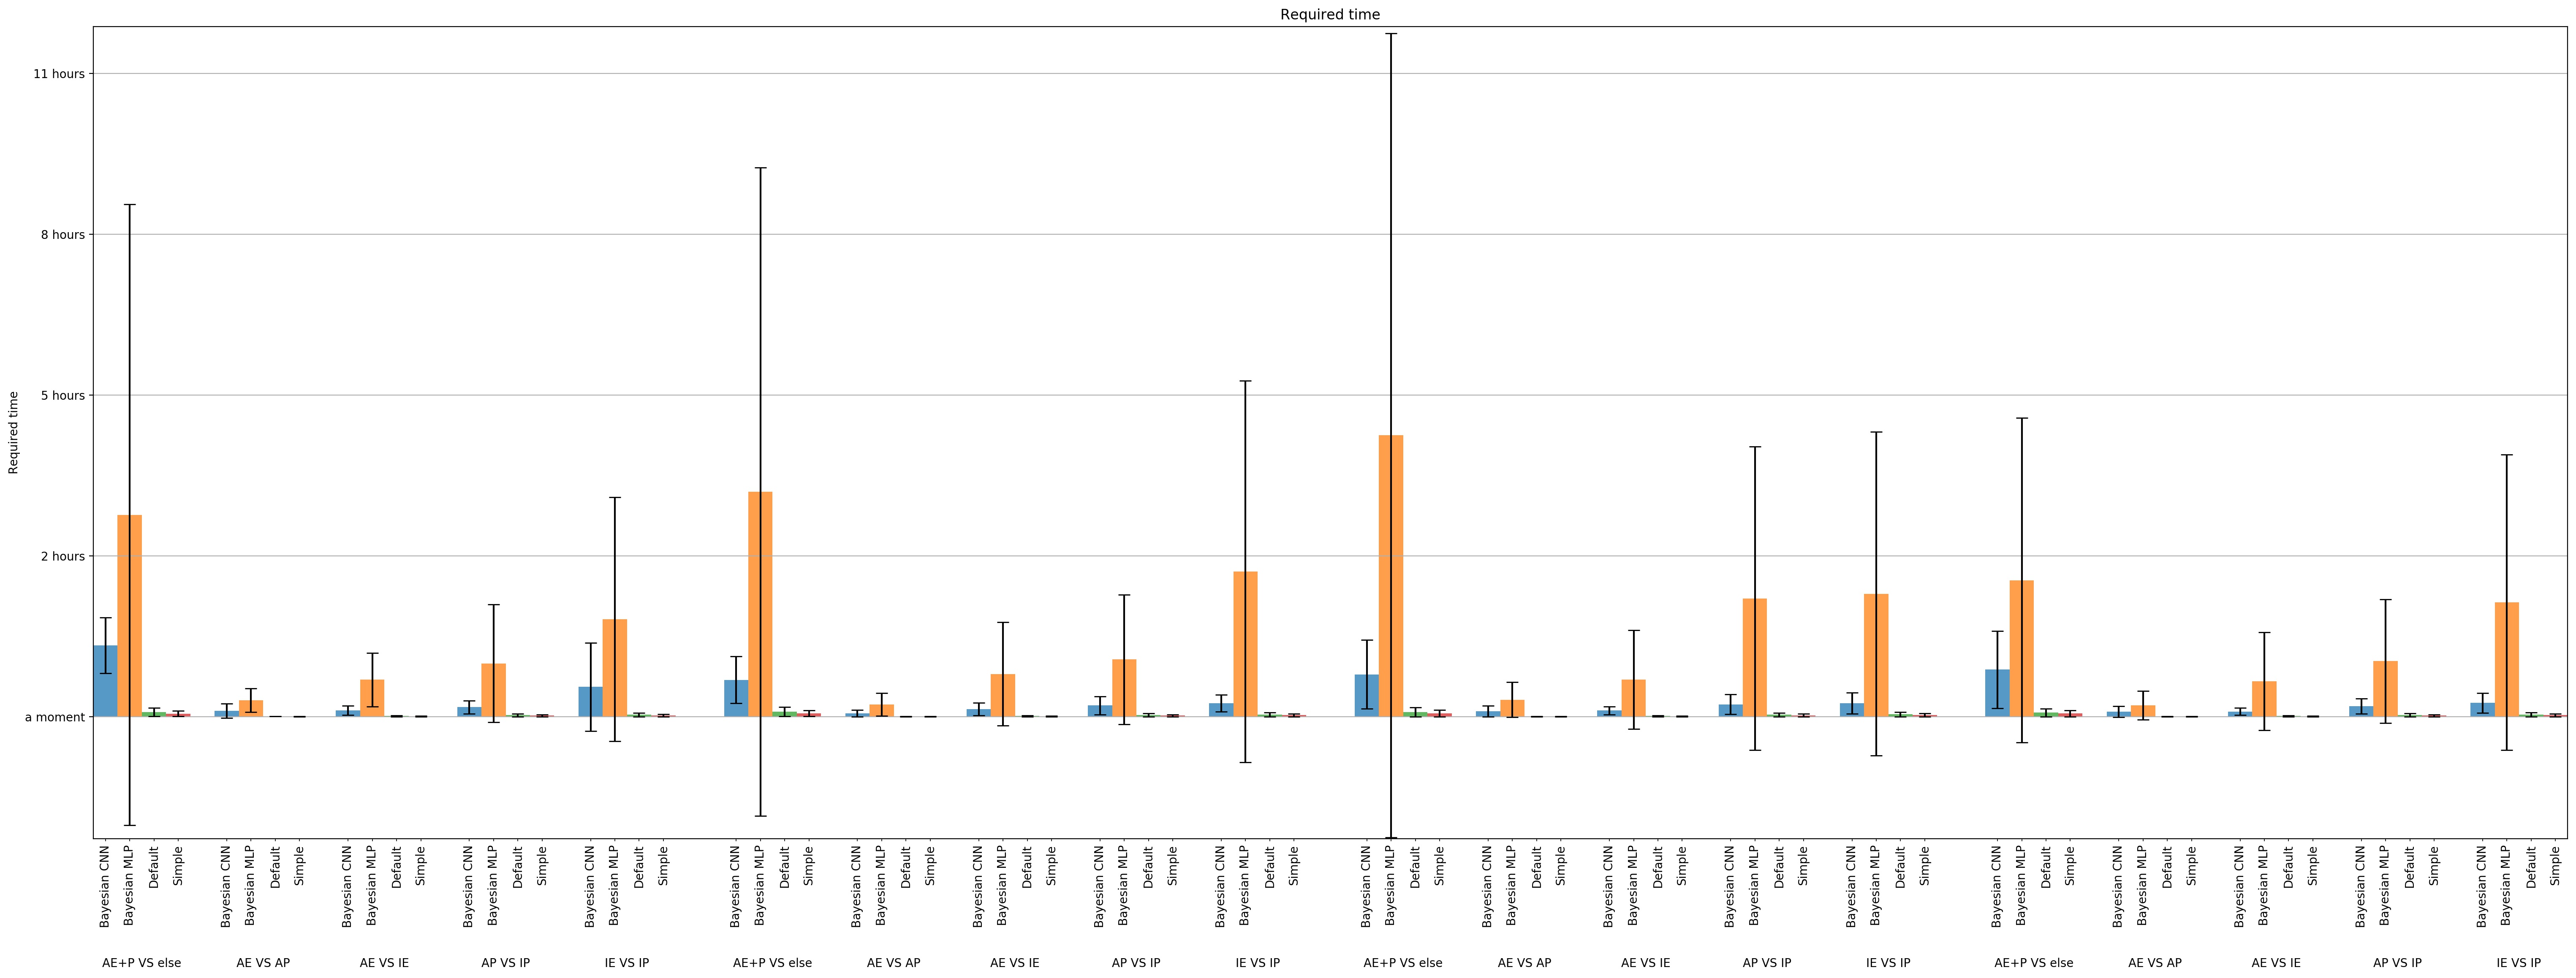 Required time
11 hours
8 hours
5 hours
2 hours
a moment
Required time
Bayesian CNN Bayesian MLP Default Simple Bayesian CNN Bayesian MLP Default Simple Bayesian CNN Bayesian MLP Default Simple Bayesian CNN Bayesian MLP Default Simple Bayesian CNN Bayesian MLP Default Simple Bayesian CNN Bayesian MLP Default Simple Bayesian CNN Bayesian MLP Default Simple Bayesian CNN Bayesian MLP Default Simple Bayesian CNN Bayesian MLP Default Simple Bayesian CNN Bayesian MLP Default Simple Bayesian CNN Bayesian MLP Default Simple Bayesian CNN Bayesian MLP Default Simple Bayesian CNN Bayesian MLP Default Simple Bayesian CNN Bayesian MLP Default Simple Bayesian CNN Bayesian MLP Default Simple Bayesian CNN Bayesian MLP Default Simple Bayesian CNN Bayesian MLP Default Simple Bayesian CNN Bayesian MLP Default Simple Bayesian CNN Bayesian MLP Default Simple Bayesian CNN Bayesian MLP Default Simple
AE+P VS else AE VS AP AE VS IE AP VS IP IE VS IP AE+P VS else AE VS AP AE VS IE AP VS IP IE VS IP AE+P VS else AE VS AP AE VS IE AP VS IP IE VS IP AE+P VS else AE VS AP AE VS IE AP VS IP IE VS IP